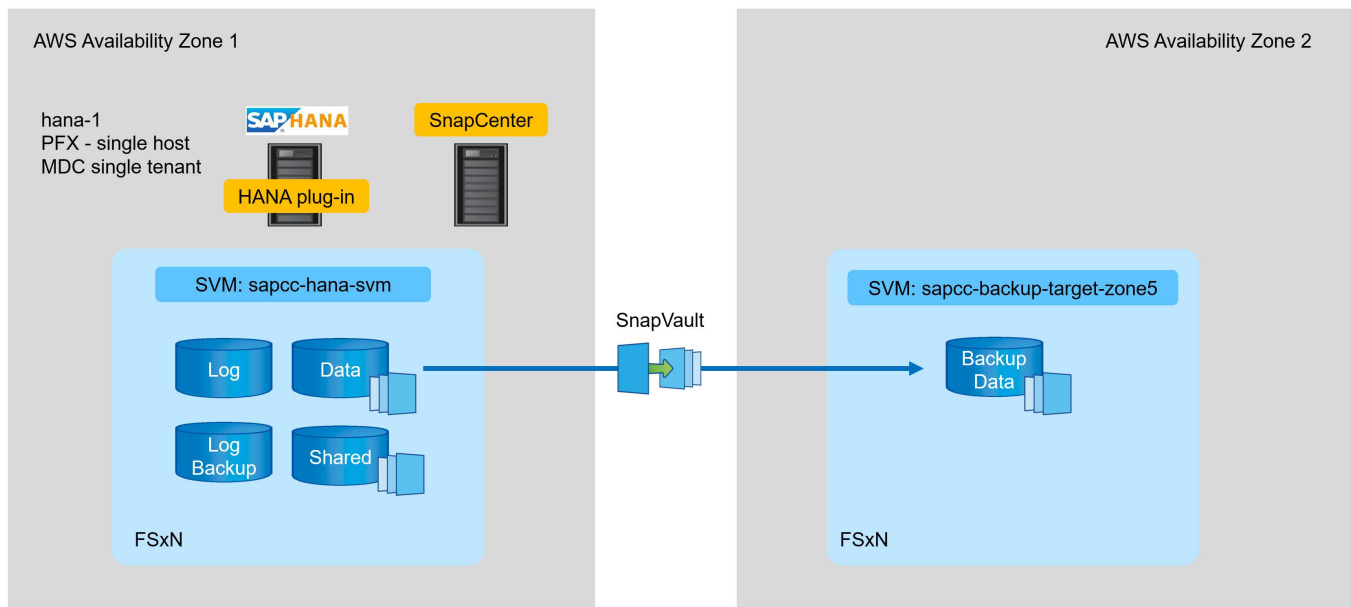 AWS Availability Zone 1
AWS Availability Zone 2
hana-1
PFX - single host
MDC single tenant
SAP HANA
SnapCenter
HANA plug-in
SVM: sapcc-hana-svm
SVM: sapcc-backup-target-zone5
SnapVault
Log
Data
Backup
Data
Log
Backup
Shared
FSxN
FSxN